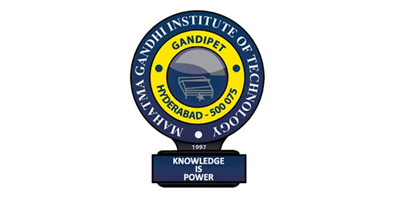 MAHATMA GANDHI INSTITUTE OF TECHNOLOGY
GANDIPET
HYDERABAD - 500 075
1997
KNOWLEDGE
IS
POWER